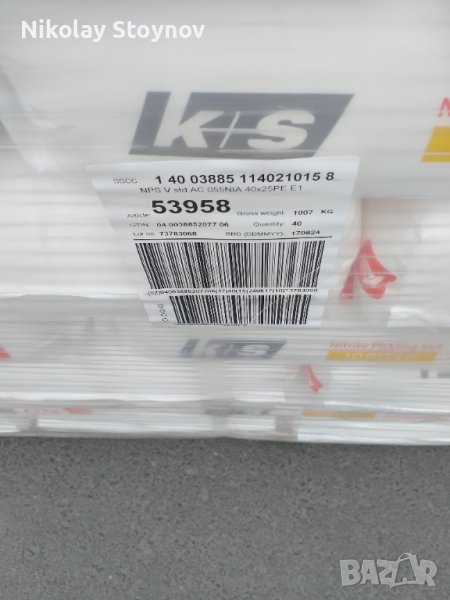 Nikolay Stoynov
K+S
SSCC 1 40 03885 114021015 8
NPS V std AC 055NIA 40x25PE E1
Article 53958 Gross weight: 1007 KG
GTIN 04 0038852077 06 Quantity: 40
Lot no 73783068 BBD (DDMMYY): 170824
K+S
Nitrite Pickling Salt
bazar